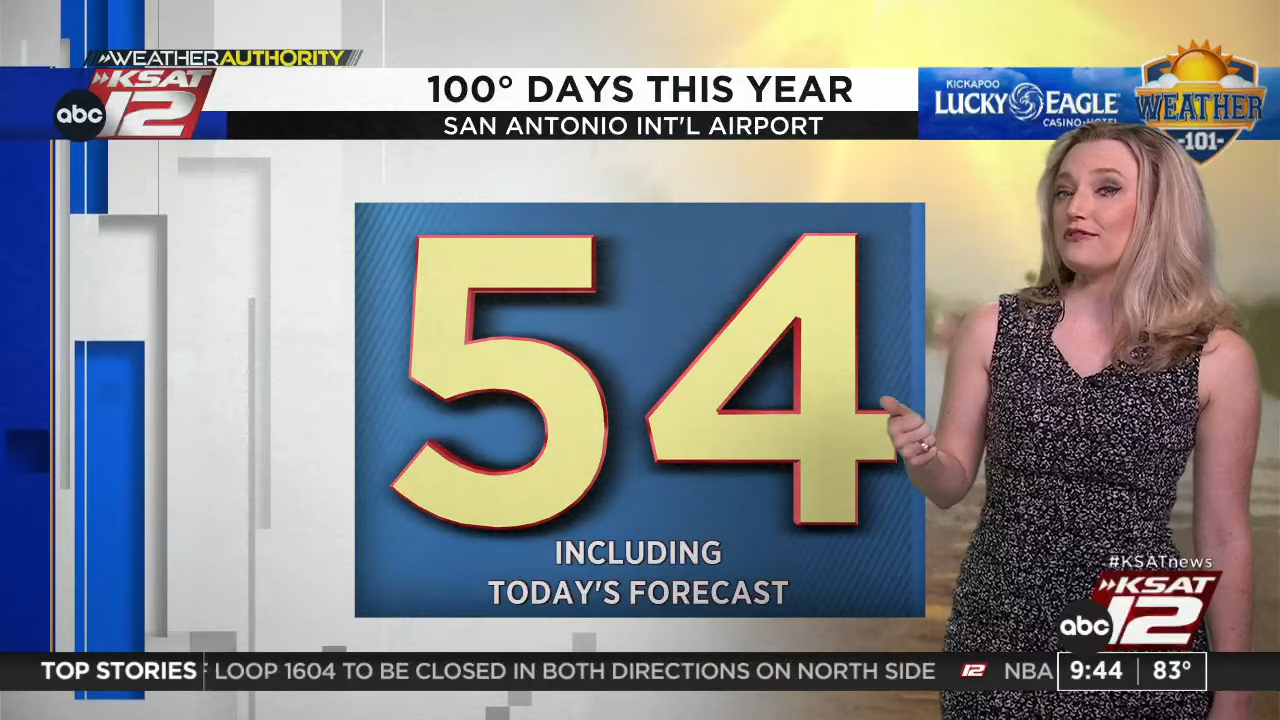 WEATHERAUTHORITY
KSAT
abc 12
100° DAYS THIS YEAR
SAN ANTONIO INT'L AIRPORT
KICKAPOO
LUCKY EAGLE
CASINO-HOTEL
WEATHER
-101-
54
INCLUDING
TODAY'S FORECAST
#KSATnews
KSAT
abc 12
TOP STORIES LOOP 1604 TO BE CLOSED IN BOTH DIRECTIONS ON NORTH SIDE 12 NBA 9:44 83°